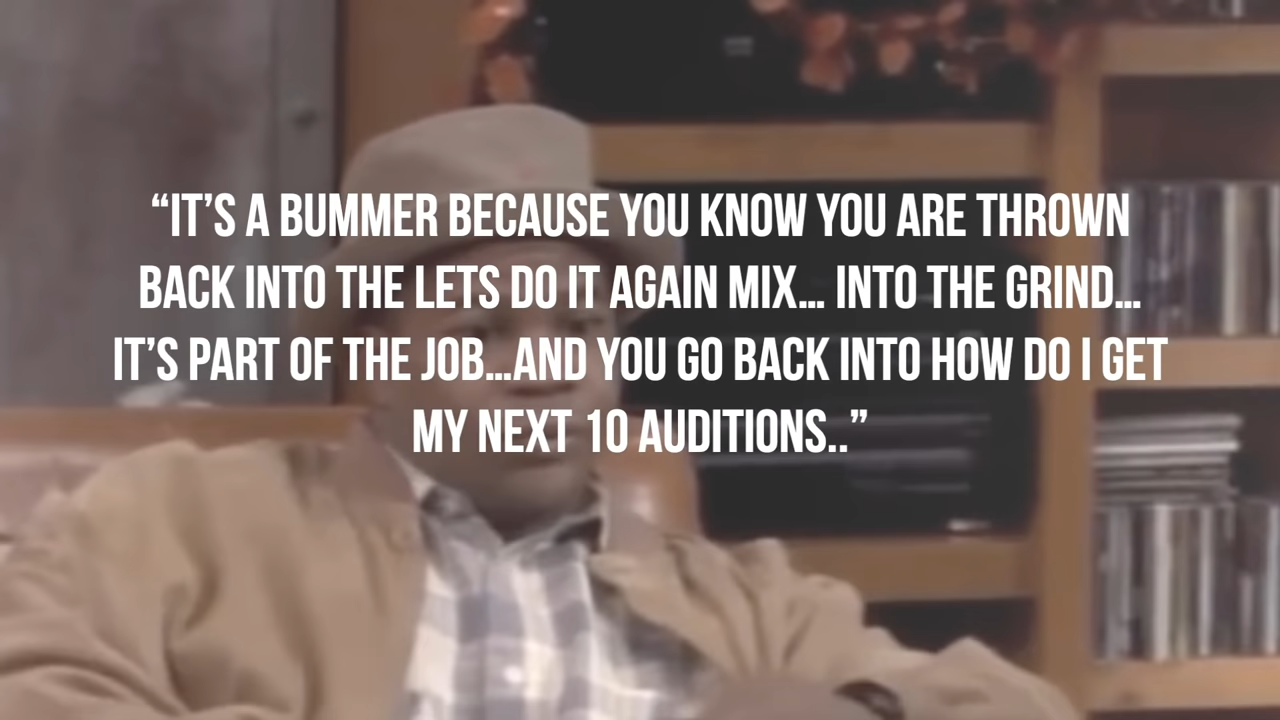 “IT’S A BUMMER BECAUSE YOU KNOW YOU ARE THROWN
BACK INTO THE LETS DO IT AGAIN MIX... INTO THE GRIND...
IT’S PART OF THE JOB...AND YOU GO BACK INTO HOW DO I GET
MY NEXT 10 AUDITIONS..”